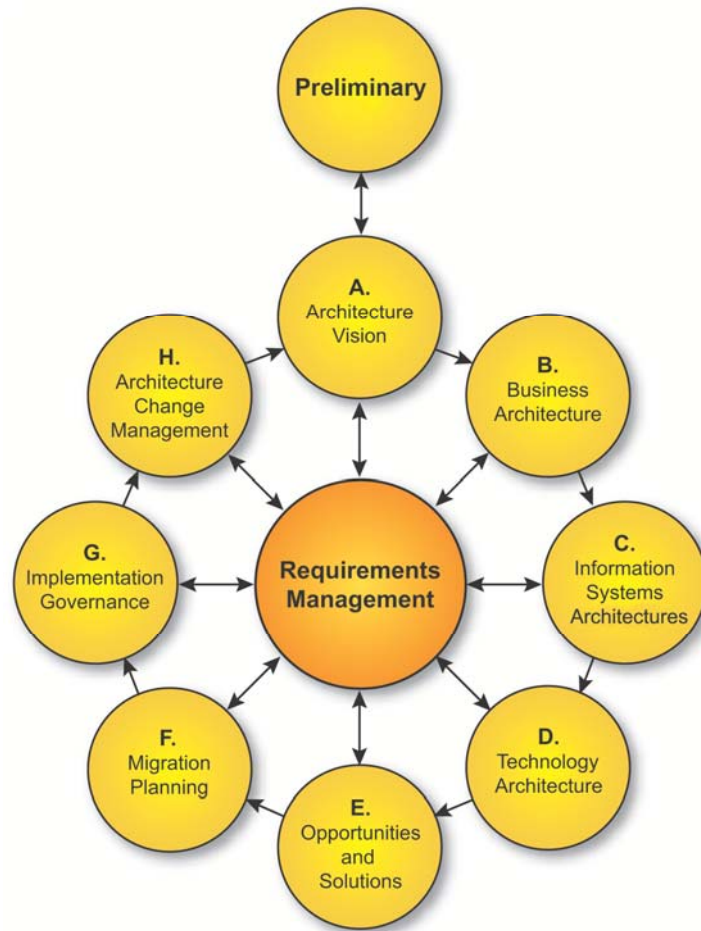 Preliminary
A.
Architecture
Vision
B.
Business
Architecture
C.
Information
Systems
Architectures
D.
Technology
Architecture
E.
Opportunities
and
Solutions
F.
Migration
Planning
G.
Implementation
Governance
H.
Architecture
Change
Management
Requirements
Management